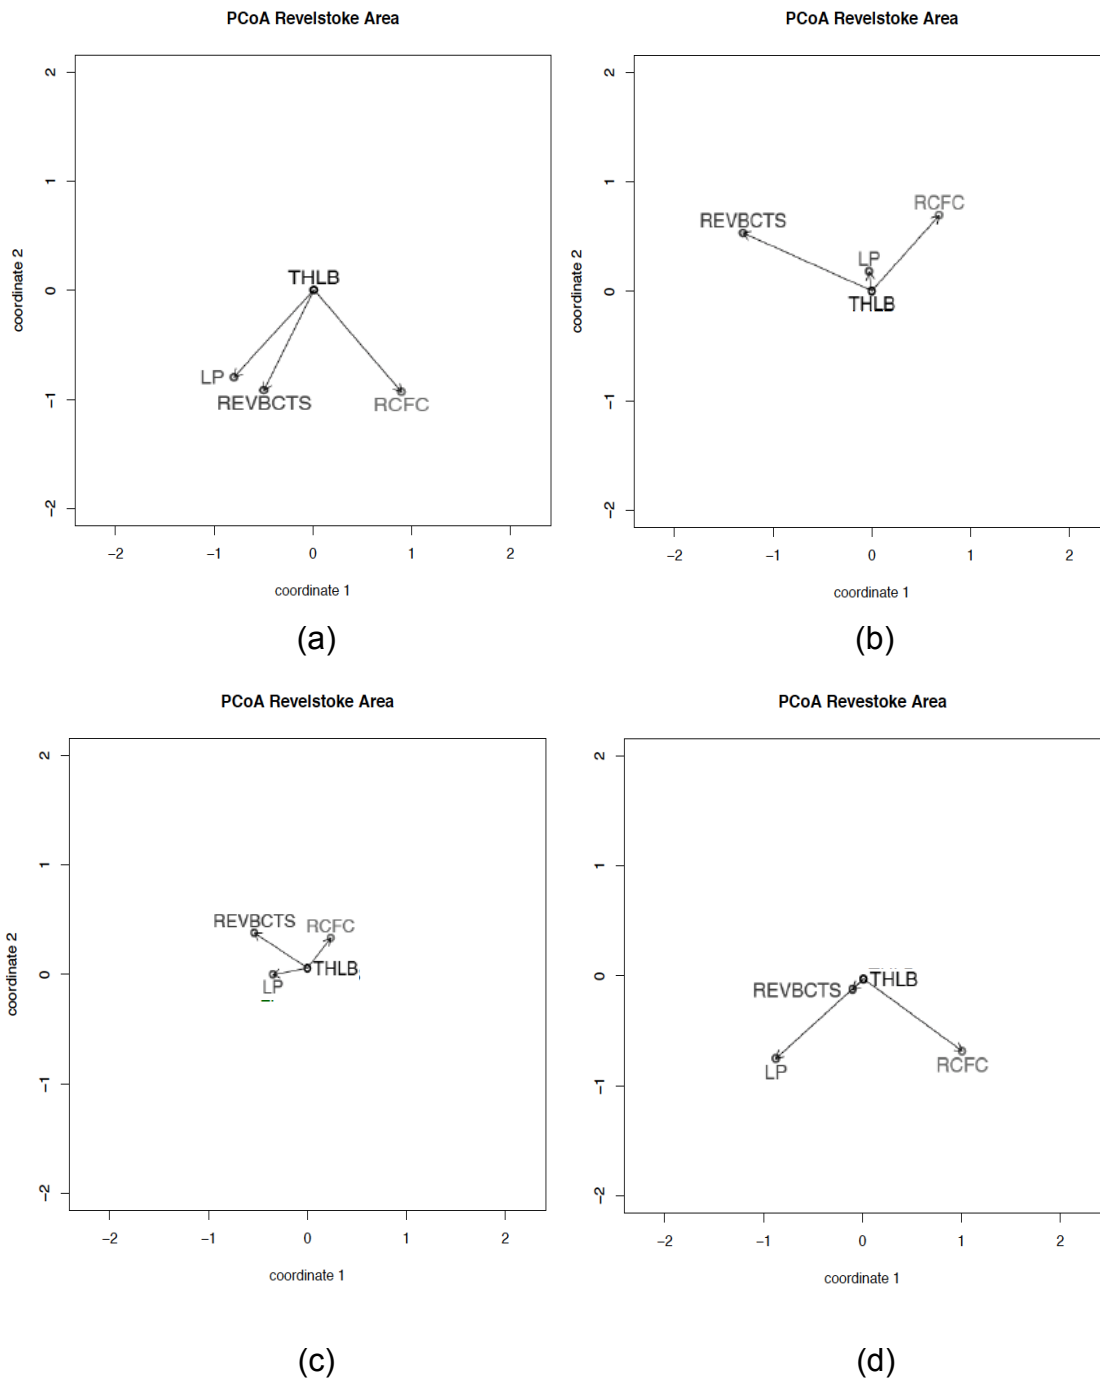 PCoA Revelstoke Area
2
1
0
−1
−2
coordinate 2
THLB
LP
REVBCTS
RCFC
−2
−1
0
1
2
coordinate 1
(a)
PCoA Revelstoke Area
2
1
0
−1
−2
coordinate 2
REVBCTS
RCFC
LP
THLB
−2
−1
0
1
2
coordinate 1
(b)
PCoA Revelstoke Area
2
1
0
−1
−2
coordinate 2
REVBCTS
RCFC
THLB
LP
−2
−1
0
1
2
coordinate 1
(c)
PCoA Revestoke Area
2
1
0
−1
−2
THLB
REVBCTS
LP
RCFC
−2
−1
0
1
2
coordinate 1
(d)